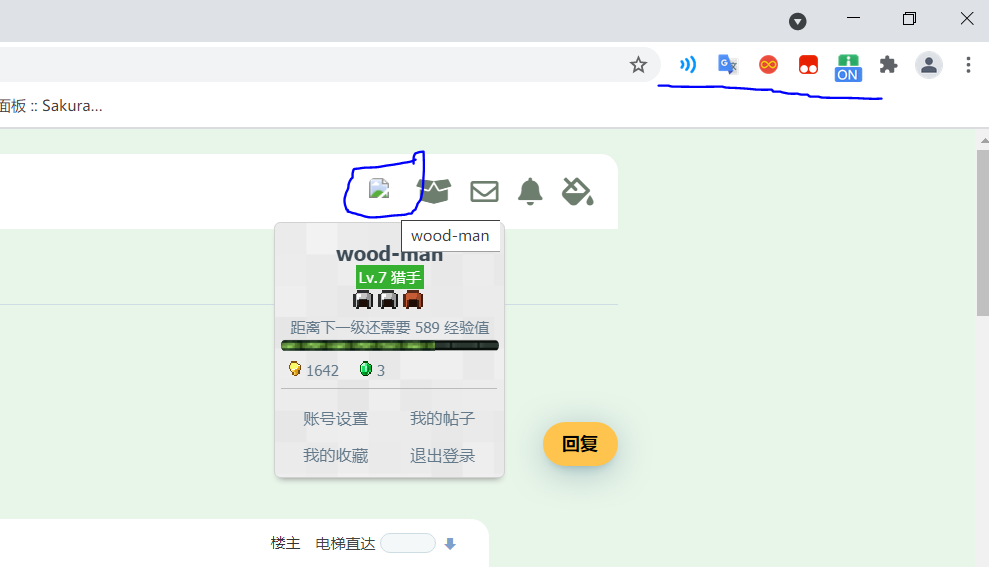 ON
面板 :: Sakura...
wood-man
wood-man
Lv.7 猎手
距离下一级还需要 589 经验值
1642 3
账号设置 我的帖子
我的收藏 退出登录
回复
楼主 电梯直达